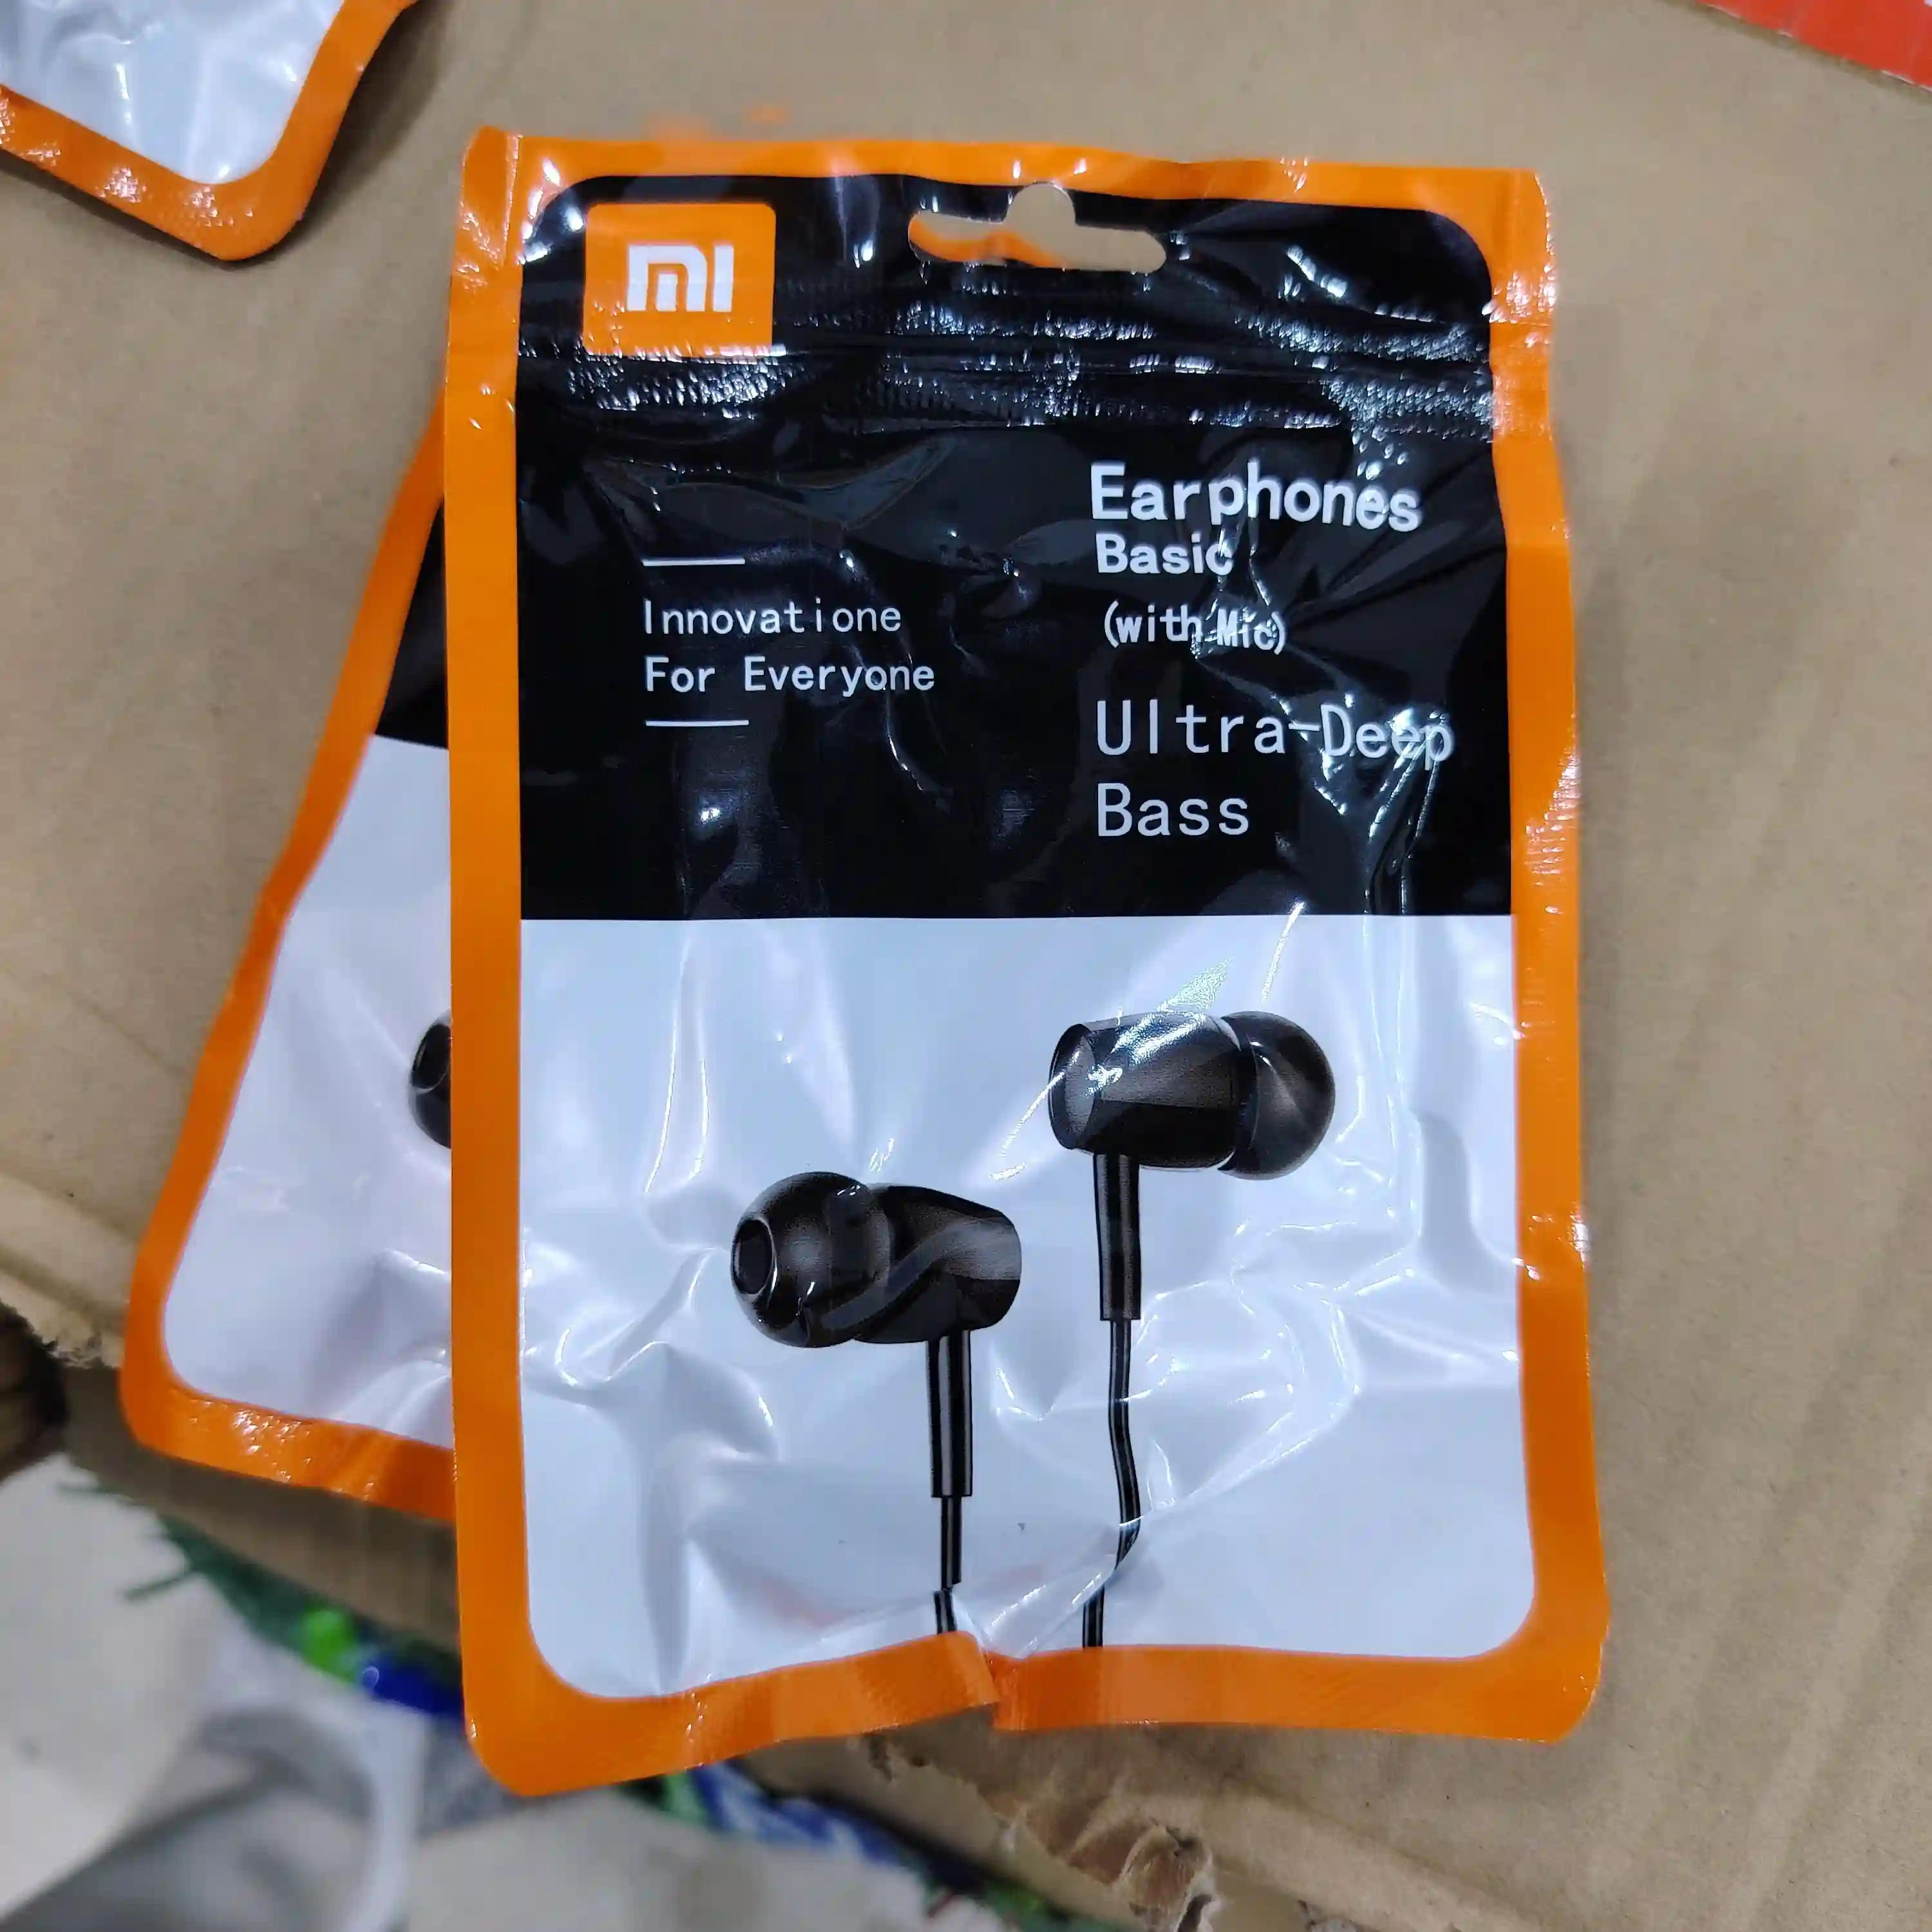 mi
Innovatione
For Everyone
Earphones
Basic
(with Mic)
Ultra-Deep
Bass